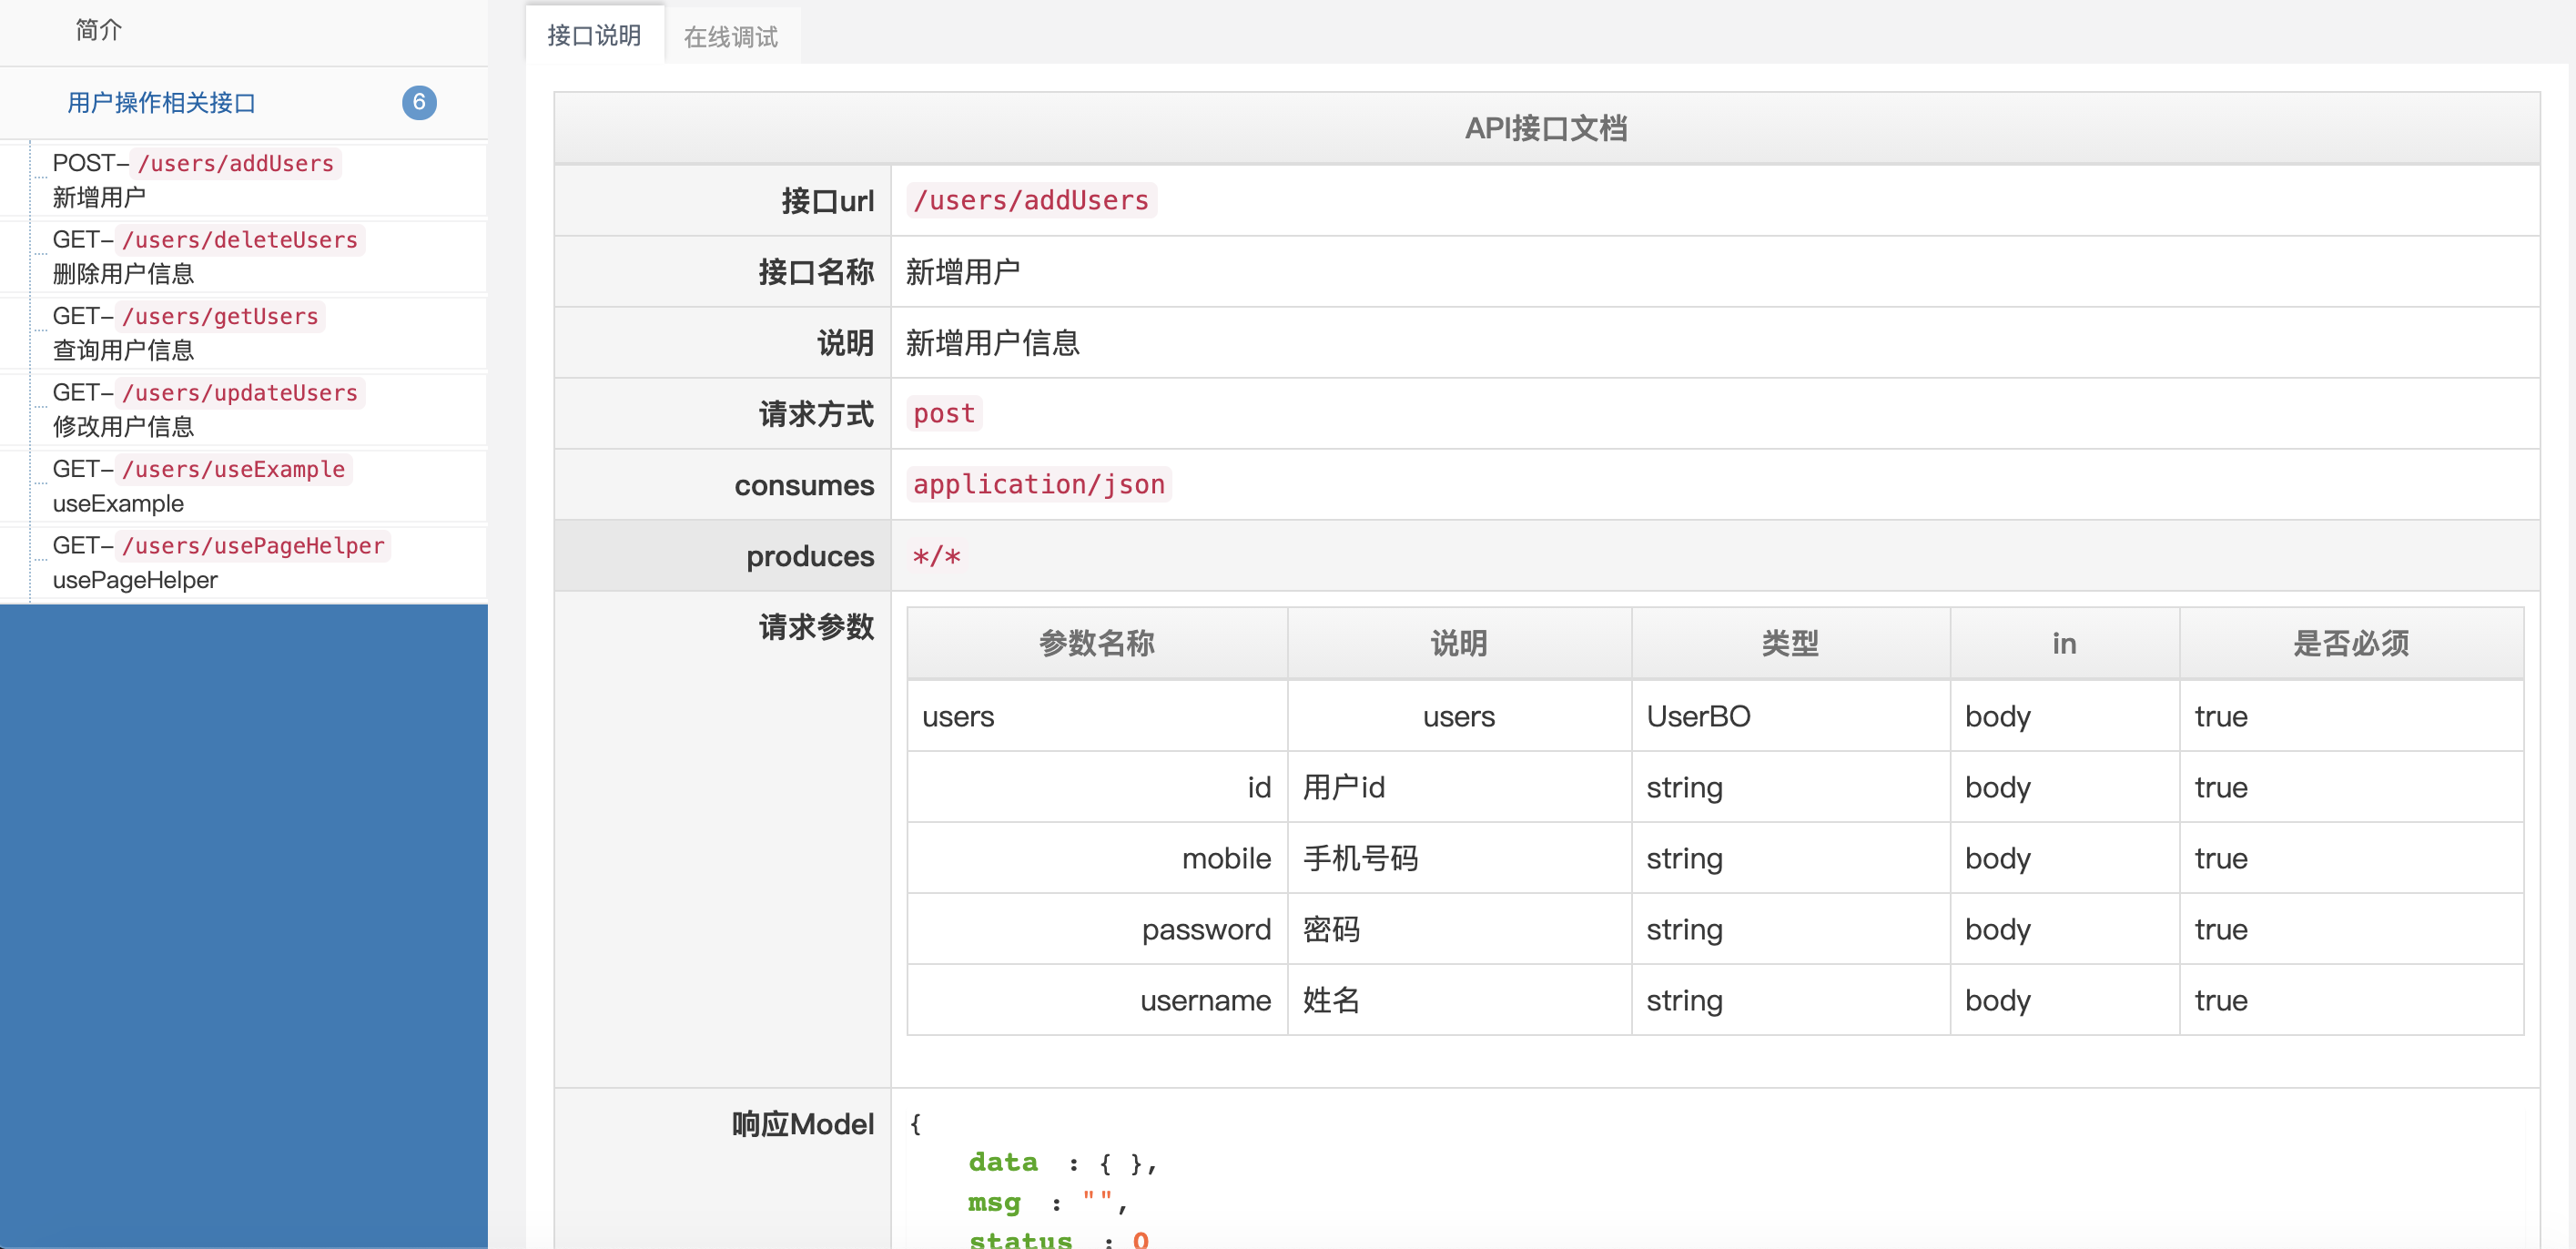 简介
用户操作相关接口 6
POST-/users/addUsers
新增用户
GET-/users/deleteUsers
删除用户信息
GET-/users/getUsers
查询用户信息
GET-/users/updateUsers
修改用户信息
GET-/users/useExample
useExample
GET-/users/usePageHelper
usePageHelper
接口说明 在线调试
API接口文档
接口url /users/addUsers
接口名称 新增用户
说明 新增用户信息
请求方式 post
consumes application/json
produces */*
请求参数 参数名称 说明 类型 in 是否必须
users users UserBO body true
id 用户id string body true
mobile 手机号码 string body true
password 密码 string body true
username 姓名 string body true
响应Model {
data : { },
msg : "",
status : 0